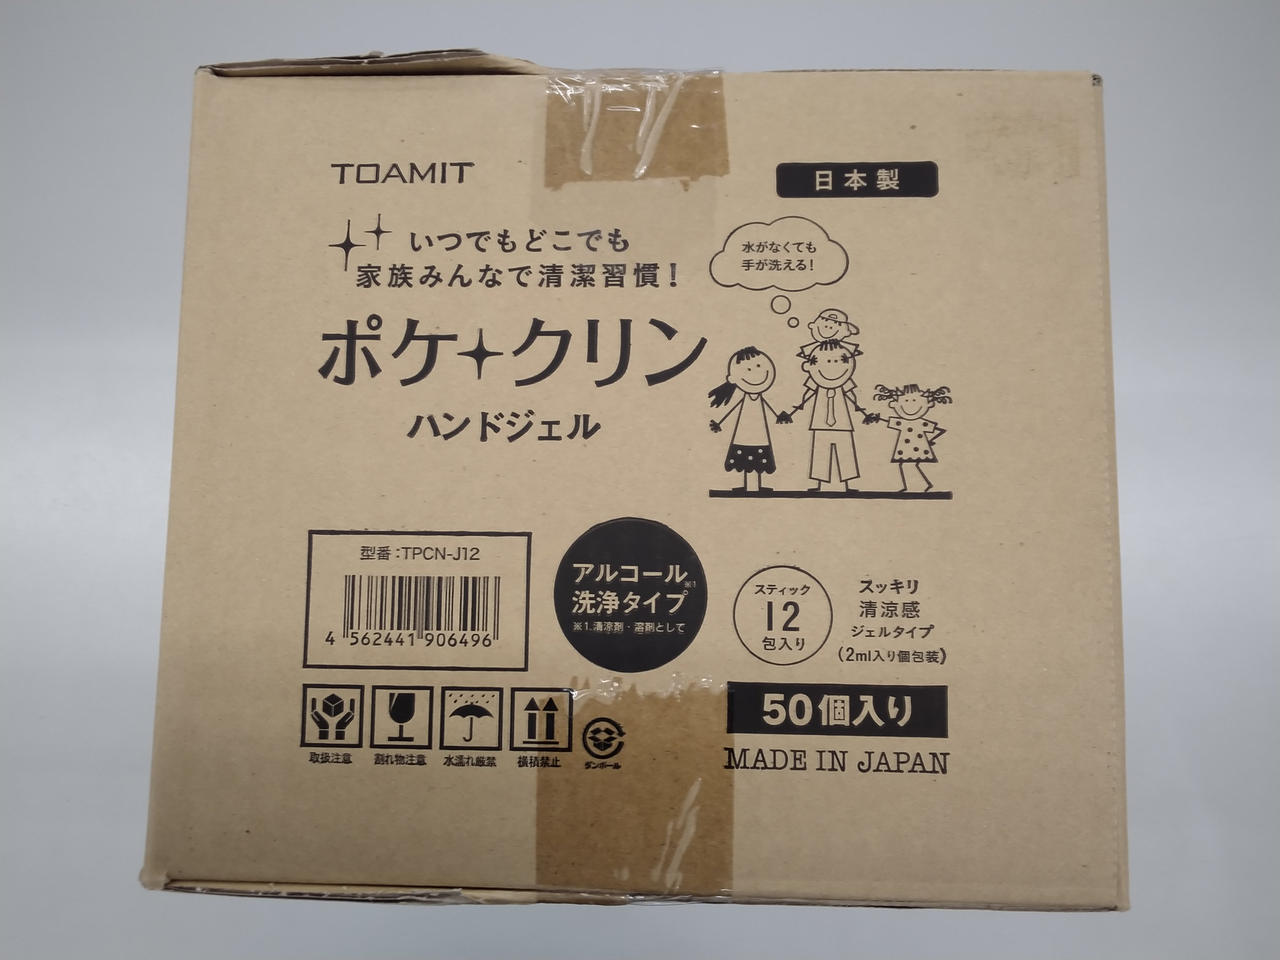 TOAMIT
日本製
いつでもどこでも
家族みんなで清潔習慣!
水がなくても
手が洗える!
ポケ クリン
ハンドジェル
型番:TPCN-J12
4 562441 906496
アルコール
洗浄タイプ※1
※1.清涼剤・溶剤として
スティック
12
包入り
スッキリ
清涼感
ジェルタイプ
(2ml入り個包装)
50個入り
MADE IN JAPAN
取扱注意
割れ物注意
水濡れ厳禁
横積禁止
ダンボール